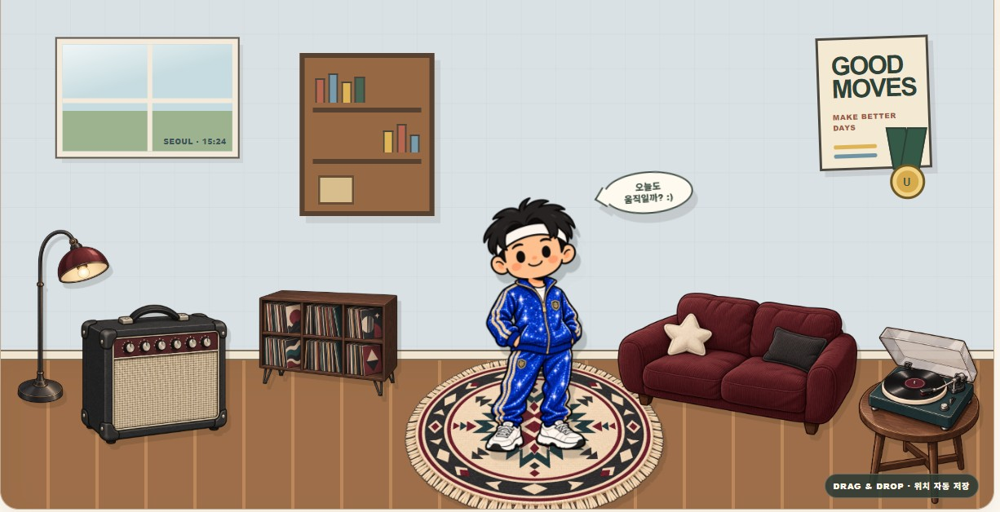 SEOUL · 15:24
GOOD
MOVES
MAKE BETTER
DAYS
U
오늘도
움직일까? :)
DRAG & DROP · 위치 자동 저장